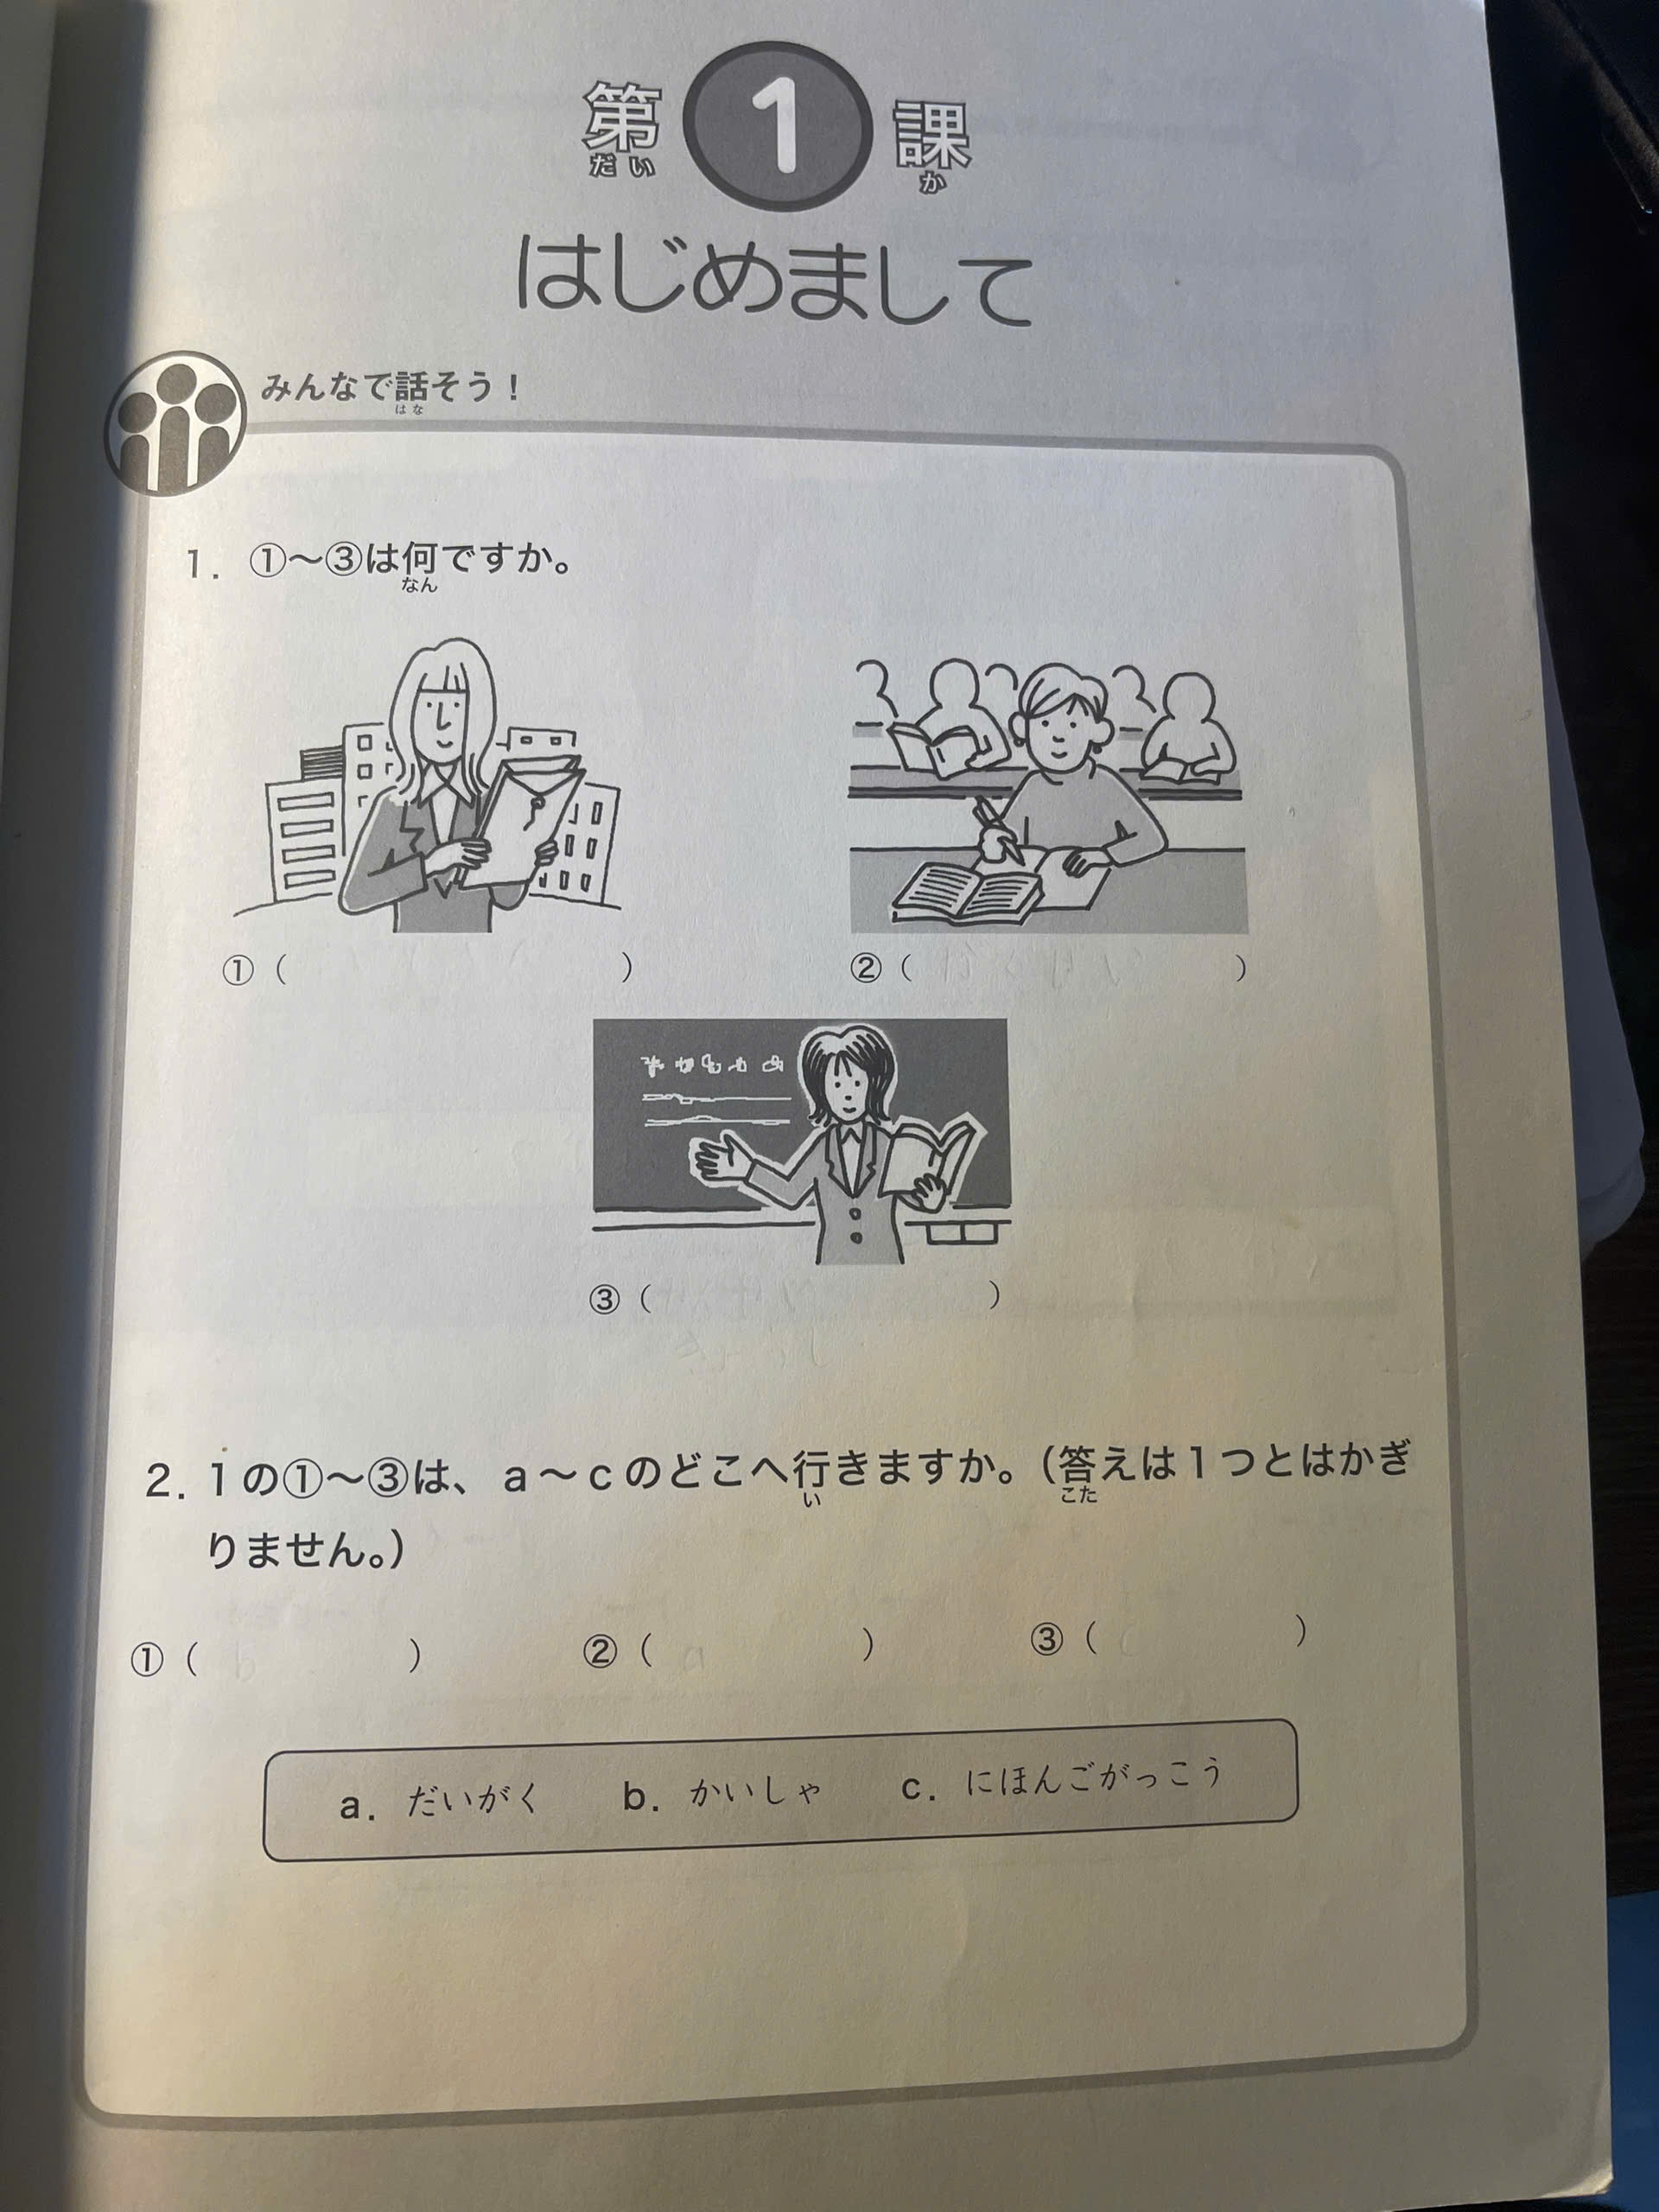 第1課
だい か
はじめまして
みんなで話そう！
はな
1. ①～③は何ですか。
なん
①（ ） ②（ ）
③（ ）
2. 1の①～③は、a～cのどこへ行きますか。（答えは1つとはかぎ
い こた
りません。）
①（ ） ②（ ） ③（ ）
a. だいがく b. かいしゃ c. にほんごがっこう